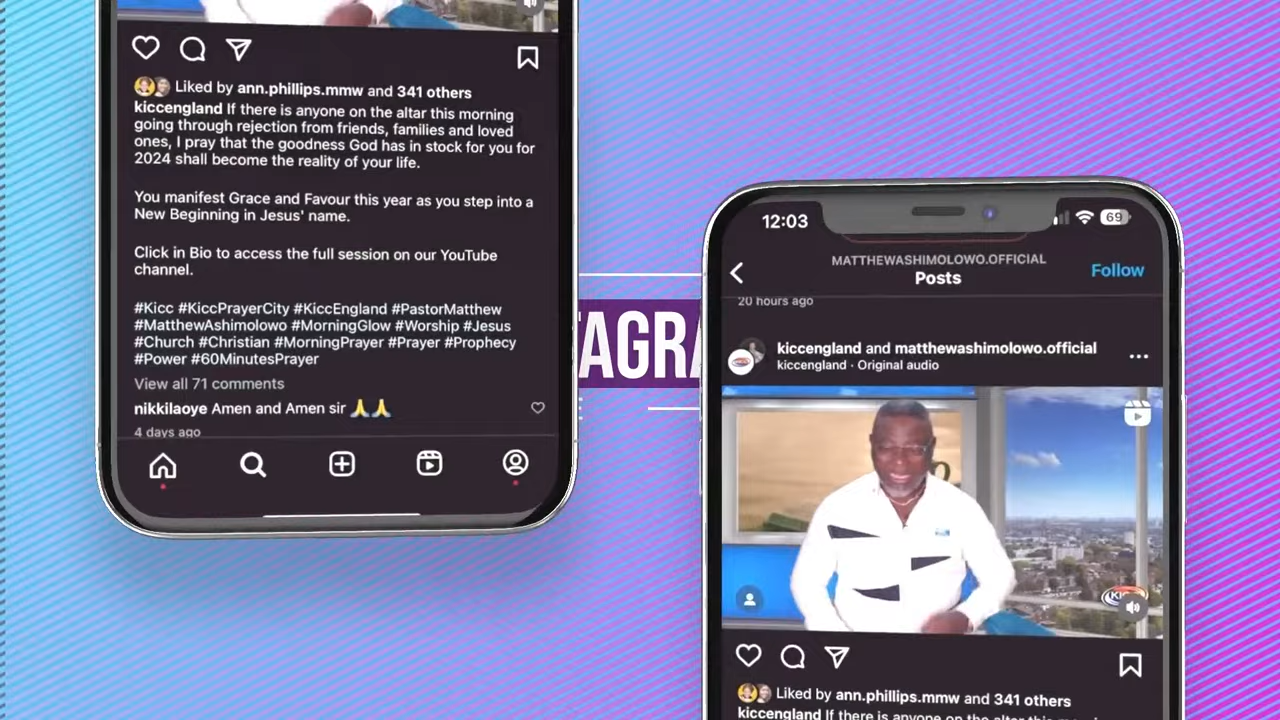 Liked by ann.phillips.mmw and 341 others
kiccengland If there is anyone on the altar this morning
going through rejection from friends, families and loved
ones, I pray that the goodness God has in stock for you for
2024 shall become the reality of your life.
You manifest Grace and Favour this year as you step into a
New Beginning in Jesus' name.
Click in Bio to access the full session on our YouTube
channel.
#Kicc #KiccPrayerCity #KiccEngland #PastorMatthew
#MatthewAshimolowo #MorningGlow #Worship #Jesus
#Church #Christian #MorningPrayer #Prayer #Prophecy
#Power #60MinutesPrayer
View all 71 comments
nikkilaoye Amen and Amen sir 🙏🙏
4 days ago
TAGRA
12:03
69
MATTHEWASHIMOLOWO.OFFICIAL
Posts
Follow
20 hours ago
kiccengland and matthewashimolowo.official
kiccengland · Original audio
Liked by ann.phillips.mmw and 341 others
kiccengland If there is anyone on the altar this